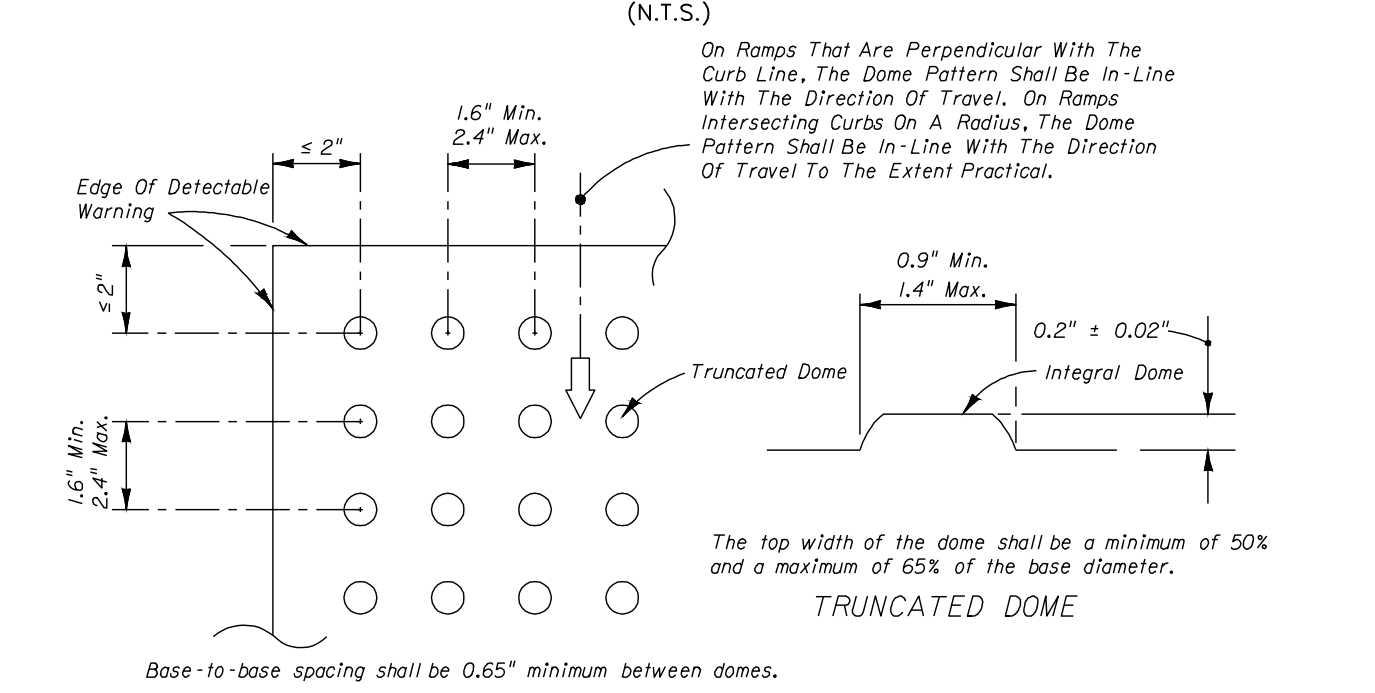 (N.T.S.)
On Ramps That Are Perpendicular With The
Curb Line, The Dome Pattern Shall Be In-Line
With The Direction Of Travel. On Ramps
Intersecting Curbs On A Radius, The Dome
Pattern Shall Be In-Line With The Direction
Of Travel To The Extent Practical.
1.6" Min.
2.4" Max.
≤ 2"
Edge Of Detectable
Warning
≤ 2"
0.9" Min.
1.4" Max.
0.2" ± 0.02"
Truncated Dome
Integral Dome
1.6" Min.
2.4" Max.
The top width of the dome shall be a minimum of 50%
and a maximum of 65% of the base diameter.
TRUNCATED DOME
Base-to-base spacing shall be 0.65" minimum between domes.